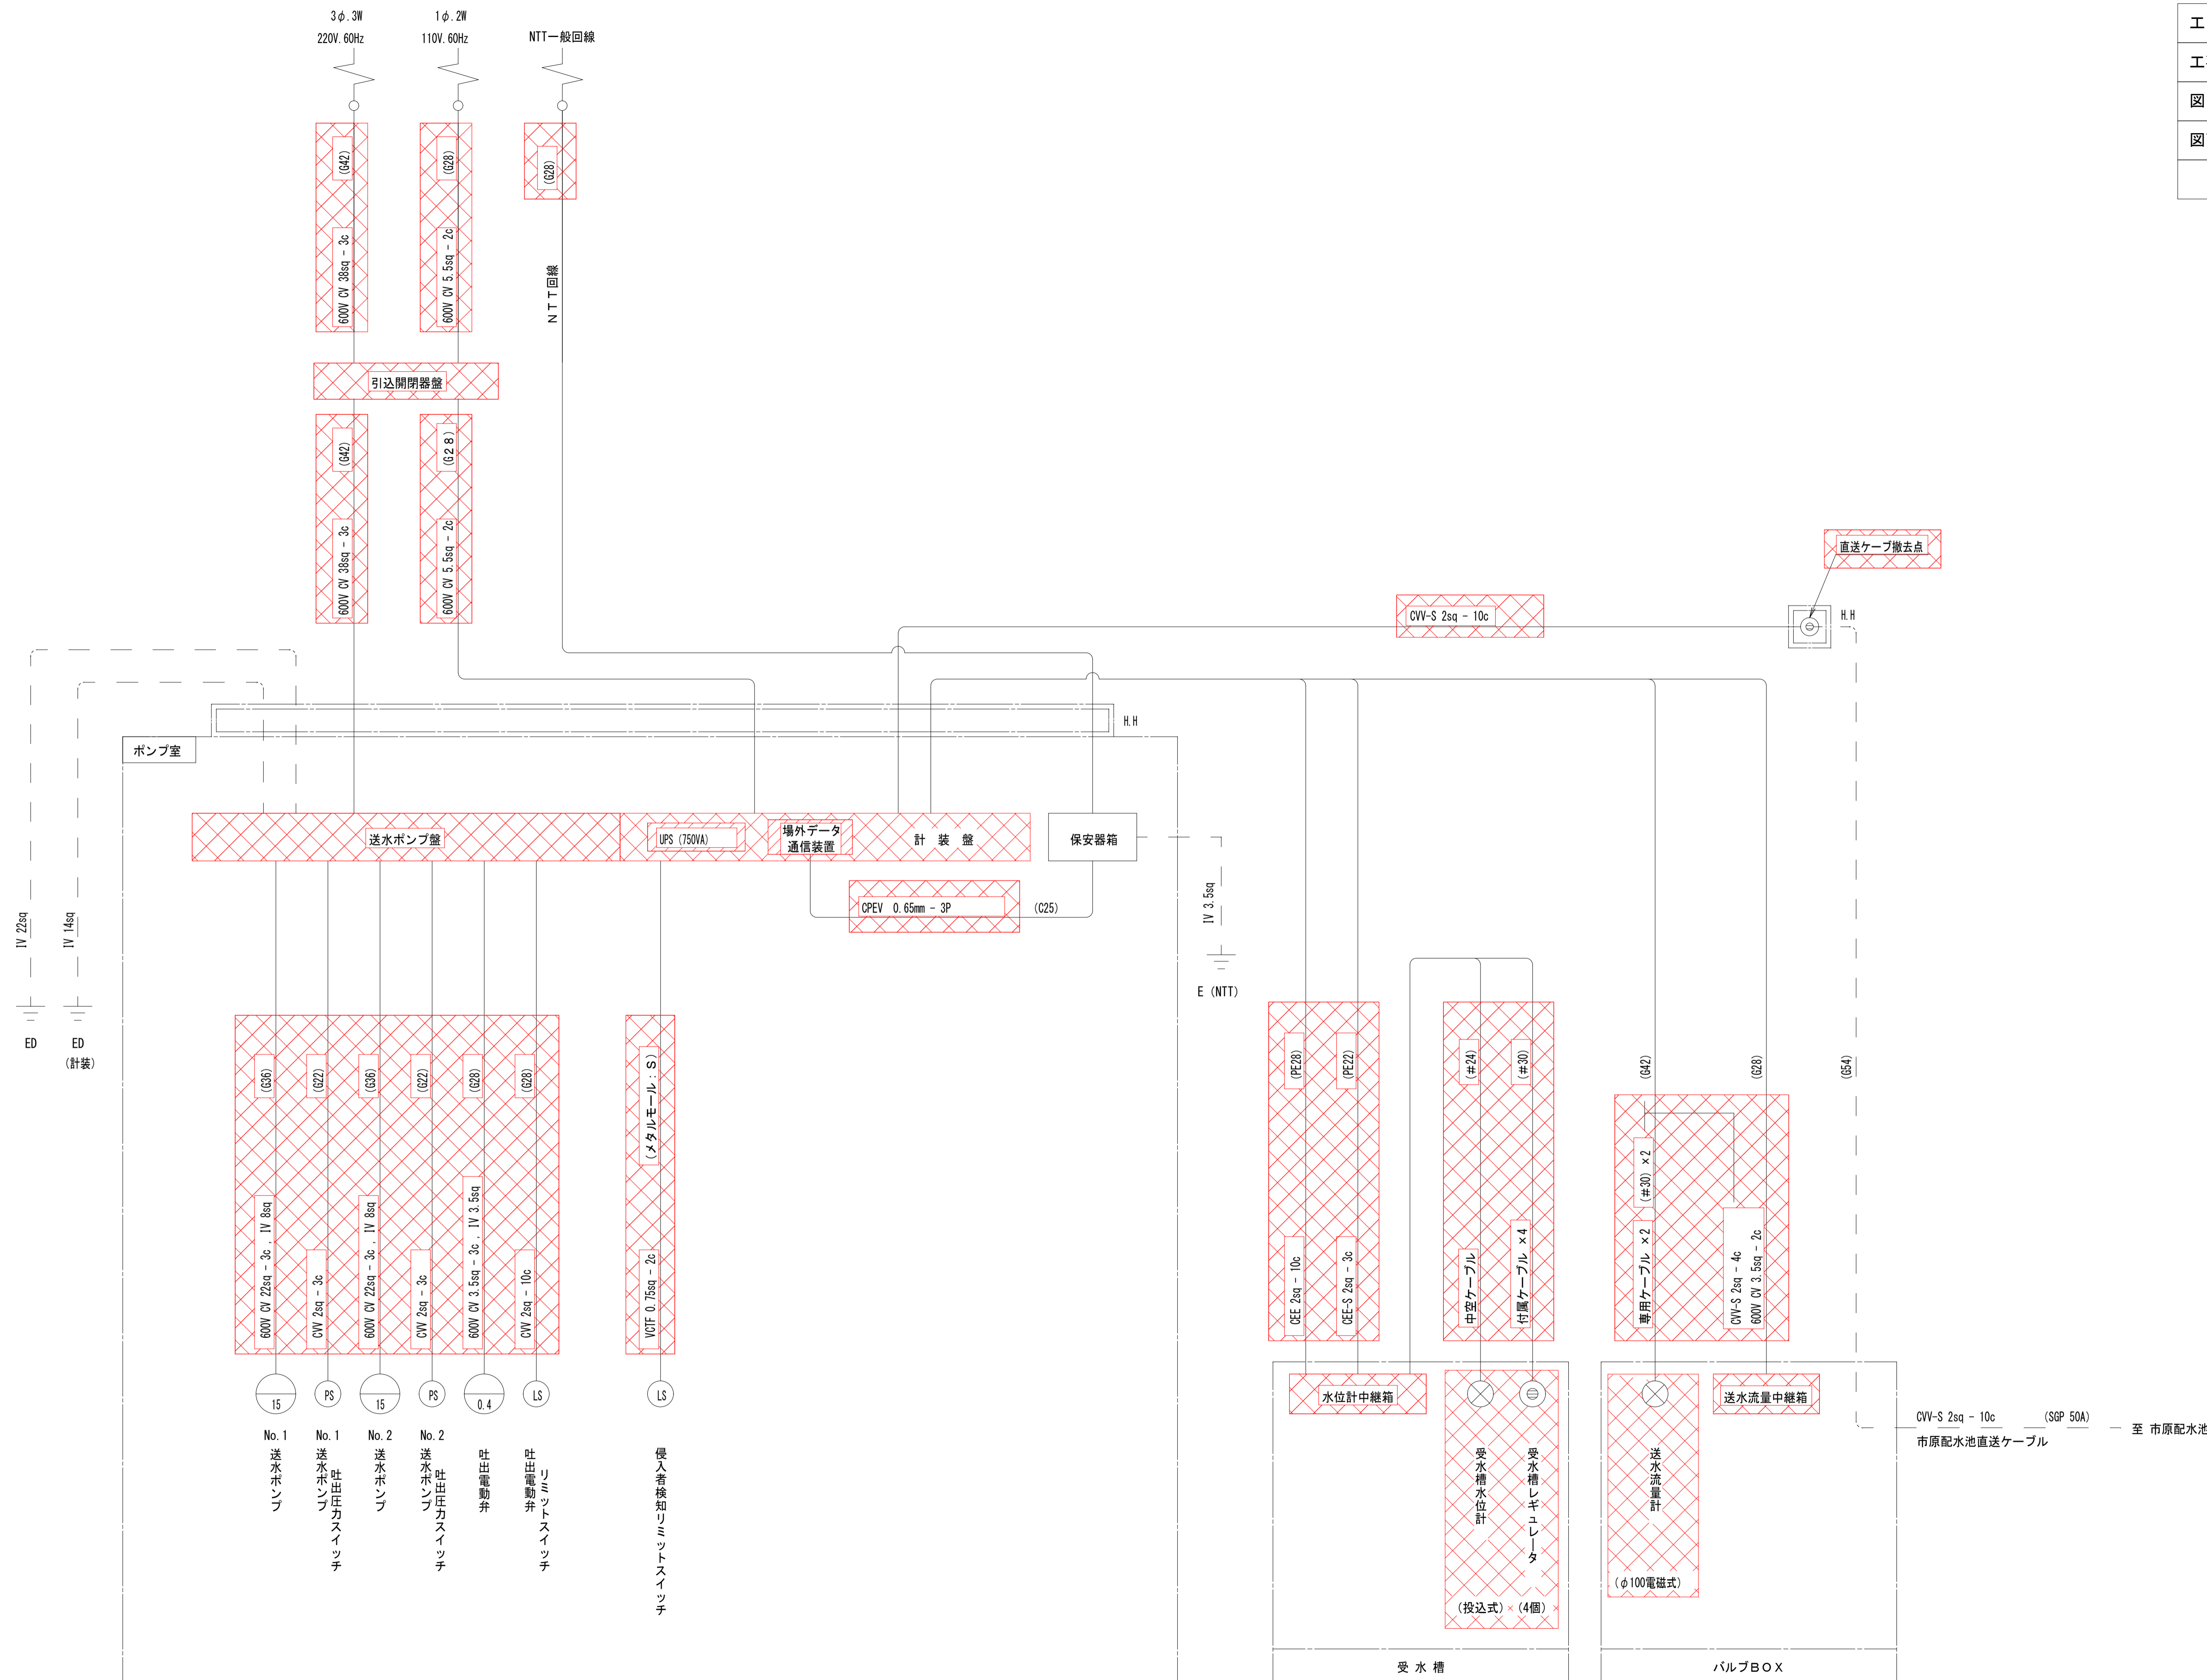 3φ.3W
220V.60Hz
1φ.2W
110V.60Hz
NTT一般回線
工
工
図
図
(G42)
600V CV 38sq - 3c
(G28)
600V CV 5.5sq - 2c
(G28)
NTT回線
引込開閉器盤
(G42)
600V CV 38sq - 3c
(G28)
600V CV 5.5sq - 2c
直送ケーブ撤去点
CVV-S 2sq - 10c
H.H
H.H
ポンプ室
送水ポンプ盤
UPS (750VA)
場外データ
通信装置
計 装 盤
保安器箱
CPEV 0.65mm - 3P
(C25)
IV 3.5sq
E (NTT)
IV 22sq
ED
IV 14sq
ED
(計装)
(G36)
600V CV 22sq - 3c , IV 8sq
(G22)
CVV 2sq - 3c
(G36)
600V CV 22sq - 3c , IV 8sq
(G22)
CVV 2sq - 3c
(G28)
600V CV 3.5sq - 3c , IV 3.5sq
(G28)
CVV 2sq - 10c
(メタルモール:S)
VCTF 0.75sq - 2c
(PE28)
CEE 2sq - 10c
(PE22)
CEE-S 2sq - 3c
(#24)
中空ケーブル
(#30)
付属ケーブル ×4
(G42)
(#30) ×2
専用ケーブル ×2
(G28)
CVV-S 2sq - 4c
600V CV 3.5sq - 2c
(G54)
15
PS
15
PS
0.4
LS
LS
No.1
送水ポンプ
No.1
送水ポンプ
吐出圧力スイッチ
No.2
送水ポンプ
No.2
送水ポンプ
吐出圧力スイッチ
吐出電動弁
吐出電動弁
リミットスイッチ
侵入者検知リミットスイッチ
水位計中継箱
受水槽水位計
(投込式)
受水槽レギュレータ
(4個)
受 水 槽
送水流量計
(φ100電磁式)
送水流量中継箱
バルブBOX
CVV-S 2sq - 10c
(SGP 50A)
市原配水池直送ケーブル
至 市原配水池